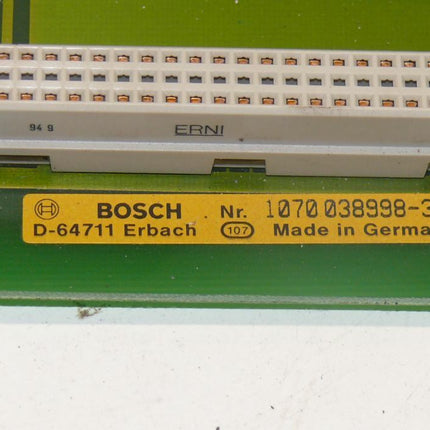 94 9 ERNI
BOSCH Nr. 1070 038998-3
D-64711 Erbach 107 Made in Germa